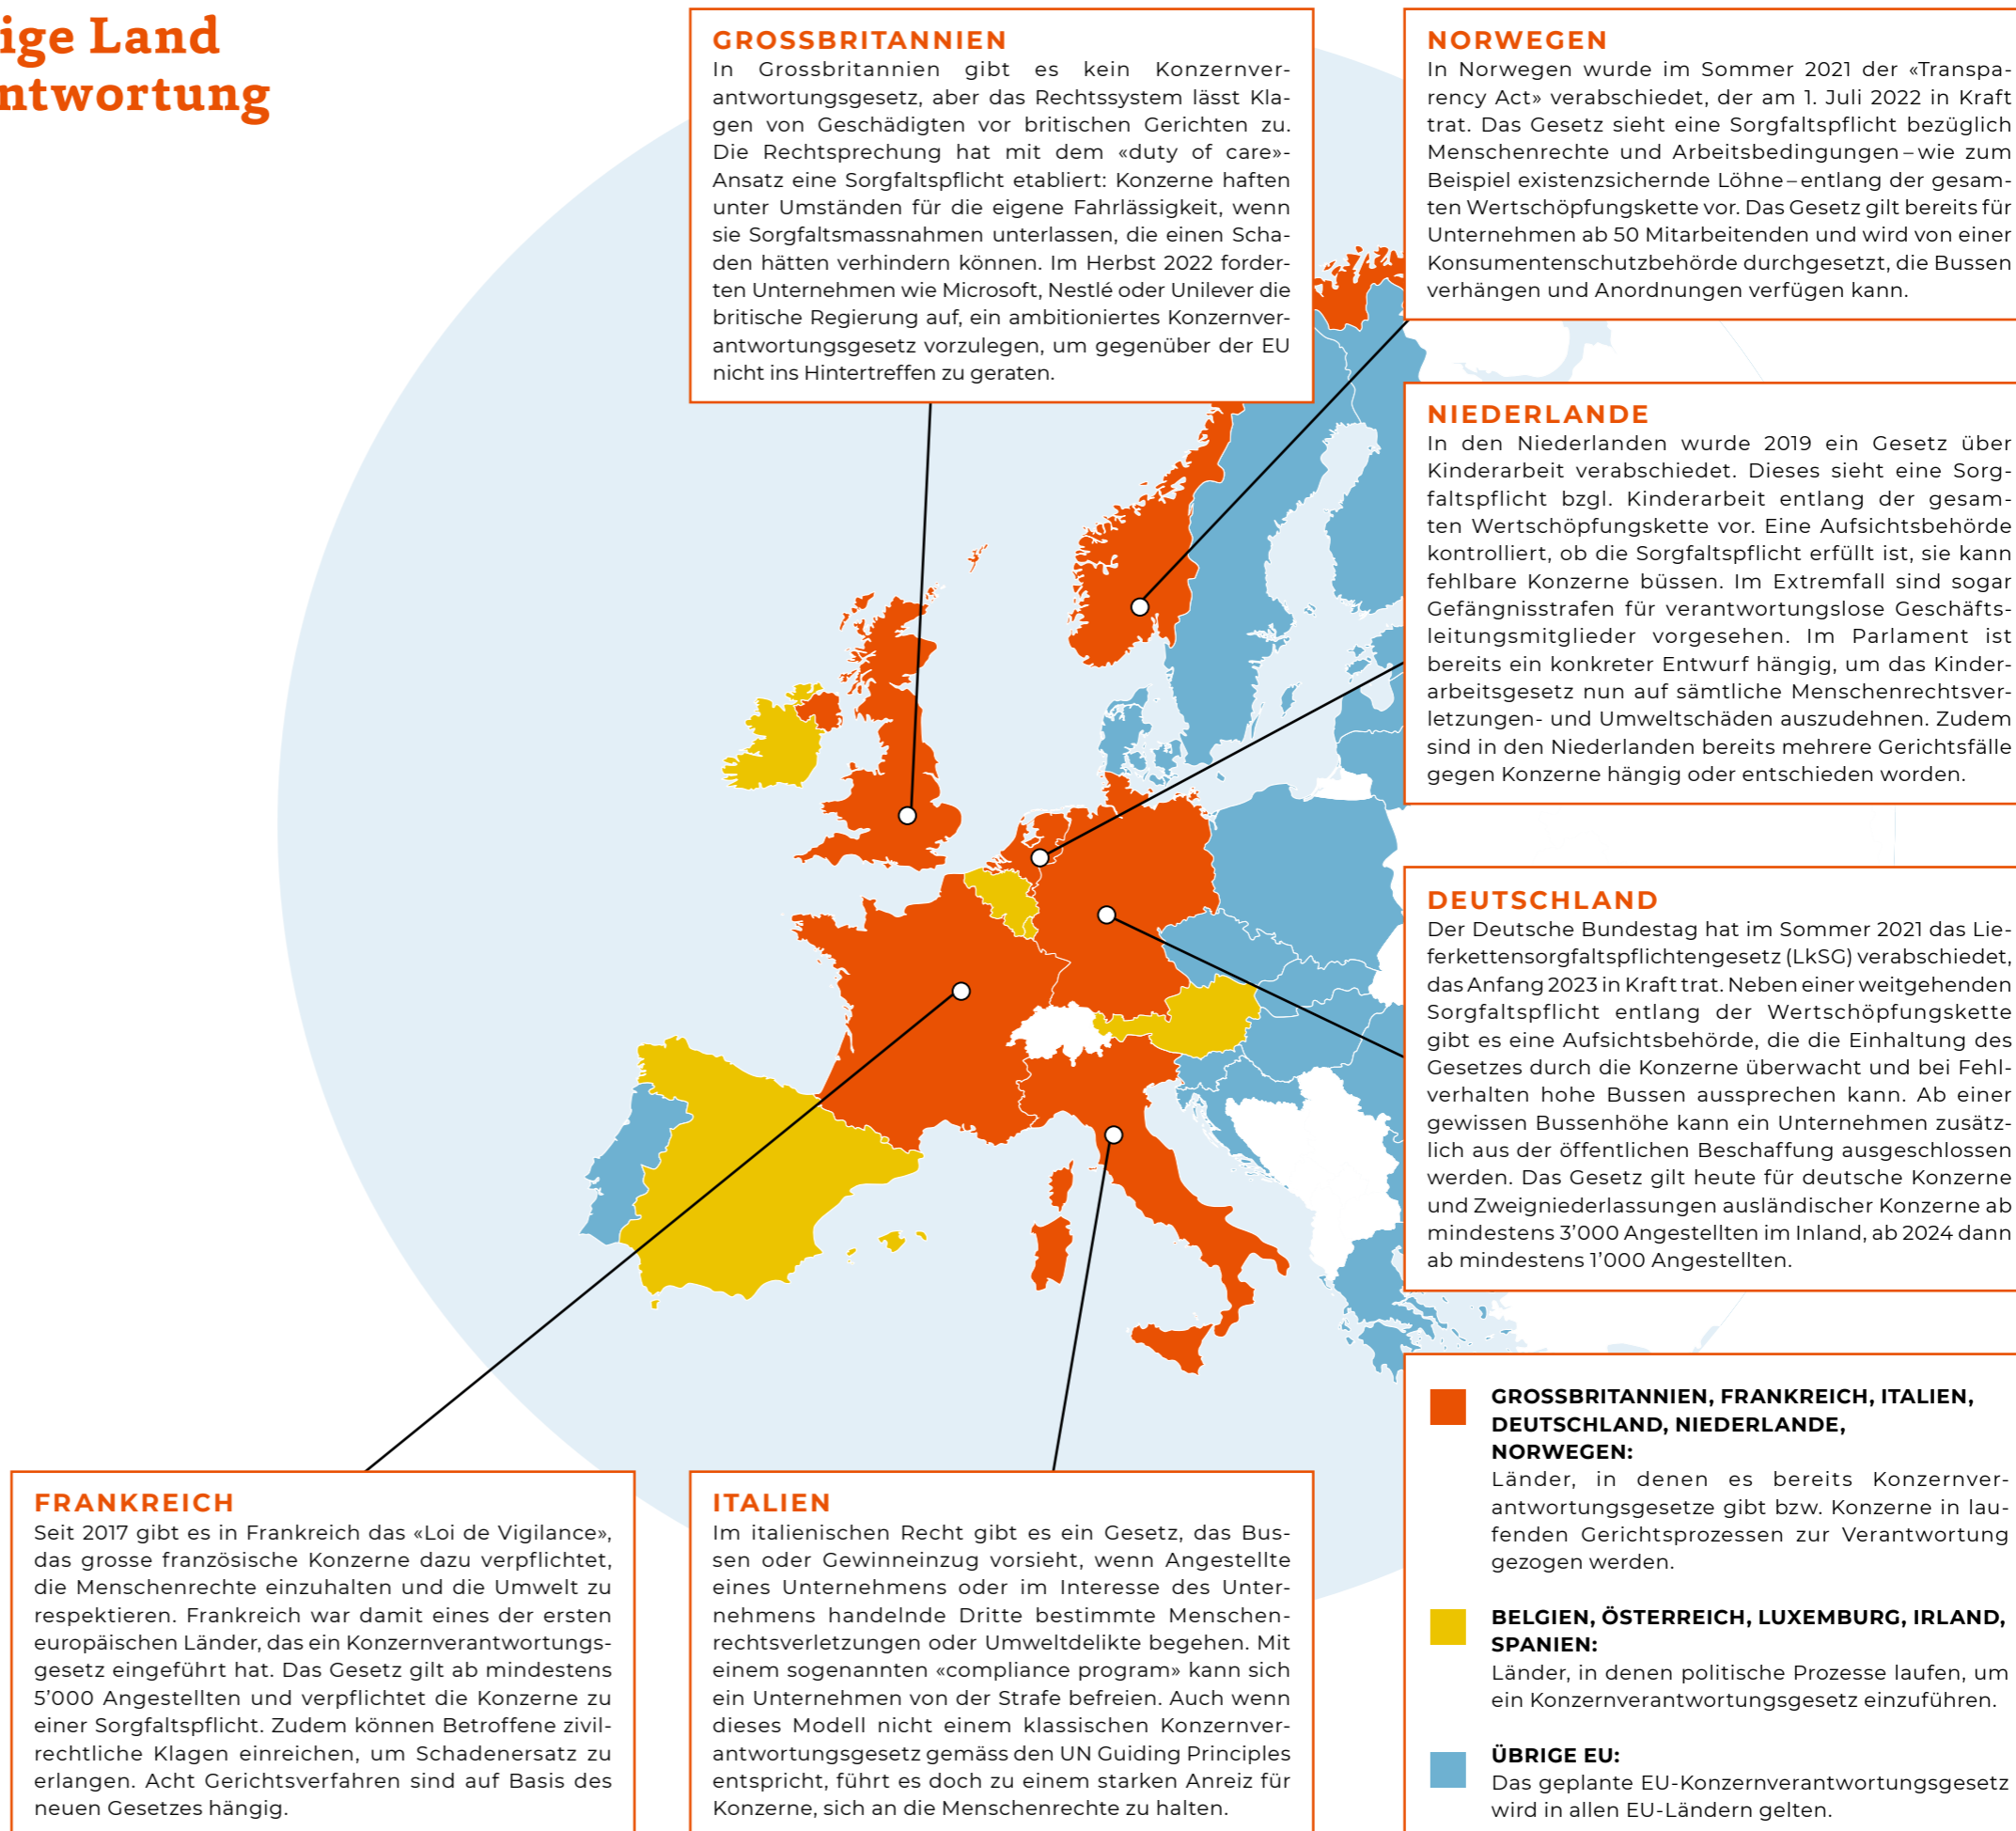 ige Land
ntwortung
GROSSBRITANNIEN
In Grossbritannien gibt es kein Konzernver-
antwortungsgesetz, aber das Rechtssystem lässt Kla-
gen von Geschädigten vor britischen Gerichten zu.
Die Rechtsprechung hat mit dem «duty of care»-
Ansatz eine Sorgfaltspflicht etabliert: Konzerne haften
unter Umständen für die eigene Fahrlässigkeit, wenn
sie Sorgfaltsmassnahmen unterlassen, die einen Scha-
den hätten verhindern können. Im Herbst 2022 forder-
ten Unternehmen wie Microsoft, Nestlé oder Unilever die
britische Regierung auf, ein ambitioniertes Konzernver-
antwortungsgesetz vorzulegen, um gegenüber der EU
nicht ins Hintertreffen zu geraten.
NORWEGEN
In Norwegen wurde im Sommer 2021 der «Transpa-
rency Act» verabschiedet, der am 1. Juli 2022 in Kraft
trat. Das Gesetz sieht eine Sorgfaltspflicht bezüglich
Menschenrechte und Arbeitsbedingungen – wie zum
Beispiel existenzsichernde Löhne – entlang der gesam-
ten Wertschöpfungskette vor. Das Gesetz gilt bereits für
Unternehmen ab 50 Mitarbeitenden und wird von einer
Konsumentenschutzbehörde durchgesetzt, die Bussen
verhängen und Anordnungen verfügen kann.
NIEDERLANDE
In den Niederlanden wurde 2019 ein Gesetz über
Kinderarbeit verabschiedet. Dieses sieht eine Sorg-
faltspflicht bzgl. Kinderarbeit entlang der gesam-
ten Wertschöpfungskette vor. Eine Aufsichtsbehörde
kontrolliert, ob die Sorgfaltspflicht erfüllt ist, sie kann
fehlbare Konzerne büssen. Im Extremfall sind sogar
Gefängnisstrafen für verantwortungslose Geschäfts-
leitungsmitglieder vorgesehen. Im Parlament ist
bereits ein konkreter Entwurf hängig, um das Kinder-
arbeitsgesetz nun auf sämtliche Menschenrechtsver-
letzungen- und Umweltschäden auszudehnen. Zudem
sind in den Niederlanden bereits mehrere Gerichtsfälle
gegen Konzerne hängig oder entschieden worden.
DEUTSCHLAND
Der Deutsche Bundestag hat im Sommer 2021 das Lie-
ferkettensorgfaltspflichtengesetz (LkSG) verabschiedet,
das Anfang 2023 in Kraft trat. Neben einer weitgehenden
Sorgfaltspflicht entlang der Wertschöpfungskette
gibt es eine Aufsichtsbehörde, die die Einhaltung des
Gesetzes durch die Konzerne überwacht und bei Fehl-
verhalten hohe Bussen aussprechen kann. Ab einer
gewissen Bussenhöhe kann ein Unternehmen zusätz-
lich aus der öffentlichen Beschaffung ausgeschlossen
werden. Das Gesetz gilt heute für deutsche Konzerne
und Zweigniederlassungen ausländischer Konzerne ab
mindestens 3'000 Angestellten im Inland, ab 2024 dann
ab mindestens 1'000 Angestellten.
FRANKREICH
Seit 2017 gibt es in Frankreich das «Loi de Vigilance»,
das grosse französische Konzerne dazu verpflichtet,
die Menschenrechte einzuhalten und die Umwelt zu
respektieren. Frankreich war damit eines der ersten
europäischen Länder, das ein Konzernverantwortungs-
gesetz eingeführt hat. Das Gesetz gilt ab mindestens
5'000 Angestellten und verpflichtet die Konzerne zu
einer Sorgfaltspflicht. Zudem können Betroffene zivil-
rechtliche Klagen einreichen, um Schadenersatz zu
erlangen. Acht Gerichtsverfahren sind auf Basis des
neuen Gesetzes hängig.
ITALIEN
Im italienischen Recht gibt es ein Gesetz, das Bus-
sen oder Gewinneinzug vorsieht, wenn Angestellte
eines Unternehmens oder im Interesse des Unter-
nehmens handelnde Dritte bestimmte Menschen-
rechtsverletzungen oder Umweltdelikte begehen. Mit
einem sogenannten «compliance program» kann sich
ein Unternehmen von der Strafe befreien. Auch wenn
dieses Modell nicht einem klassischen Konzernver-
antwortungsgesetz gemäss den UN Guiding Principles
entspricht, führt es doch zu einem starken Anreiz für
Konzerne, sich an die Menschenrechte zu halten.
GROSSBRITANNIEN, FRANKREICH, ITALIEN,
DEUTSCHLAND, NIEDERLANDE,
NORWEGEN:
Länder, in denen es bereits Konzernver-
antwortungsgesetze gibt bzw. Konzerne in lau-
fenden Gerichtsprozessen zur Verantwortung
gezogen werden.
BELGIEN, ÖSTERREICH, LUXEMBURG, IRLAND,
SPANIEN:
Länder, in denen politische Prozesse laufen, um
ein Konzernverantwortungsgesetz einzuführen.
ÜBRIGE EU:
Das geplante EU-Konzernverantwortungsgesetz
wird in allen EU-Ländern gelten.